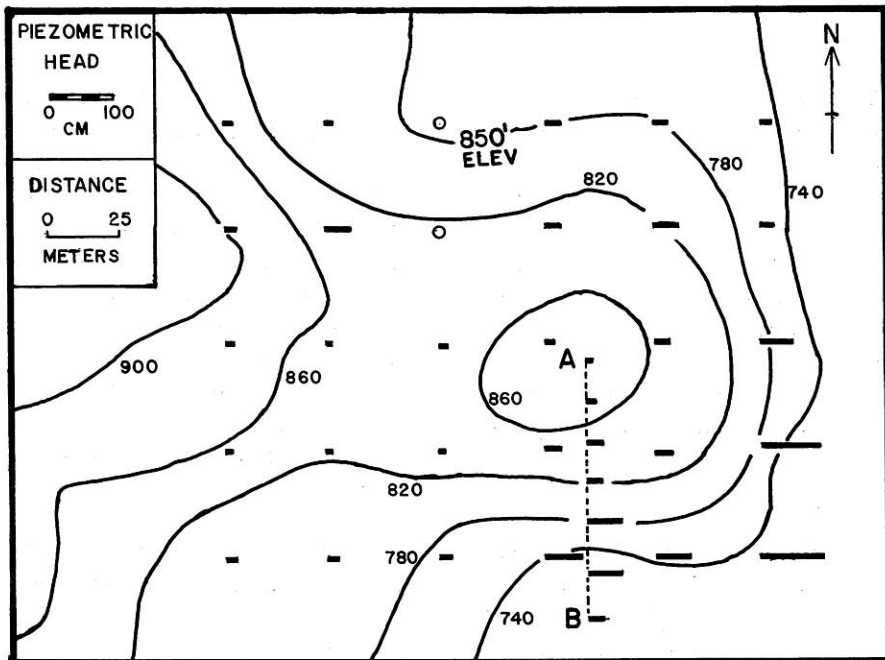 PIEZOMETRIC
HEAD
0 100
CM
DISTANCE
0 25
METERS
N
850'
ELEV
780
820
740
900
860
A
860
820
780
740
B